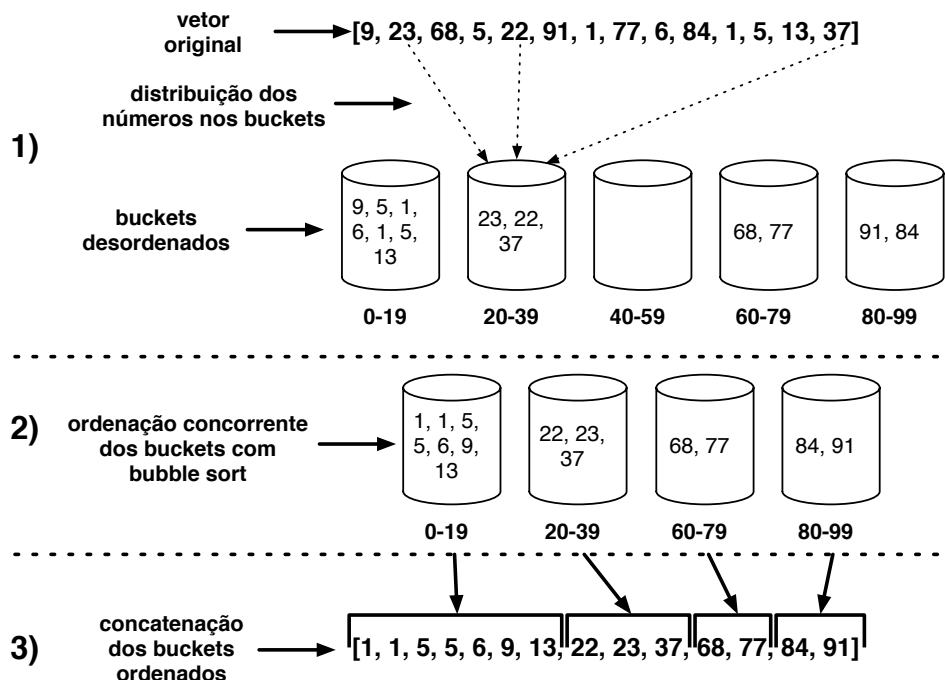 vetor
original
[9, 23, 68, 5, 22, 91, 1, 77, 6, 84, 1, 5, 13, 37]
distribuição dos
números nos buckets
1)
buckets
desordenados
9, 5, 1,
6, 1, 5,
13
23, 22,
37
68, 77
91, 84
0-19
20-39
40-59
60-79
80-99
2)
ordenação concorrente
dos buckets com
bubble sort
1, 1, 5,
5, 6, 9,
13
22, 23,
37
68, 77
84, 91
0-19
20-39
60-79
80-99
3)
concatenação
dos buckets
ordenados
[1, 1, 5, 5, 6, 9, 13, 22, 23, 37, 68, 77, 84, 91]